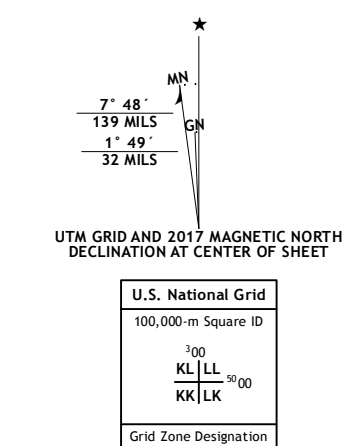 MN
GN
7° 48´
139 MILS
1° 49´
32 MILS
UTM GRID AND 2017 MAGNETIC NORTH
DECLINATION AT CENTER OF SHEET
U.S. National Grid
100,000-m Square ID
³00
KL LL
⁵⁰00
KK LK
Grid Zone Designation